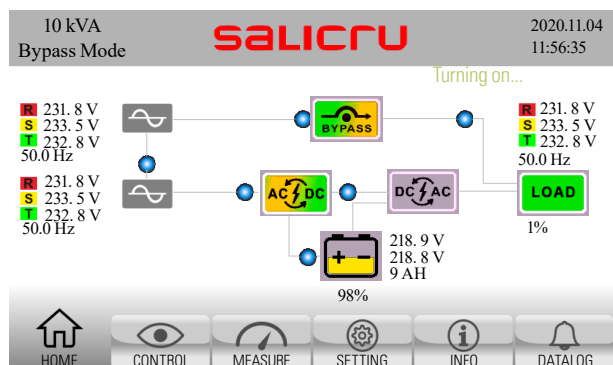 10 kVA
Bypass Mode
SALICRU
2020.11.04
11:56:35
Turning on...
R 231. 8 V
S 233. 5 V
T 232. 8 V
50.0 Hz
BYPASS
R 231. 8 V
S 233. 5 V
T 232. 8 V
50.0 Hz
R 231. 8 V
S 233. 5 V
T 232. 8 V
50.0 Hz
AC DC
DC AC
LOAD
1%
218. 9 V
218. 8 V
9 AH
98%
HOME
CONTROL
MEASURE
SETTING
INFO
DATALOG